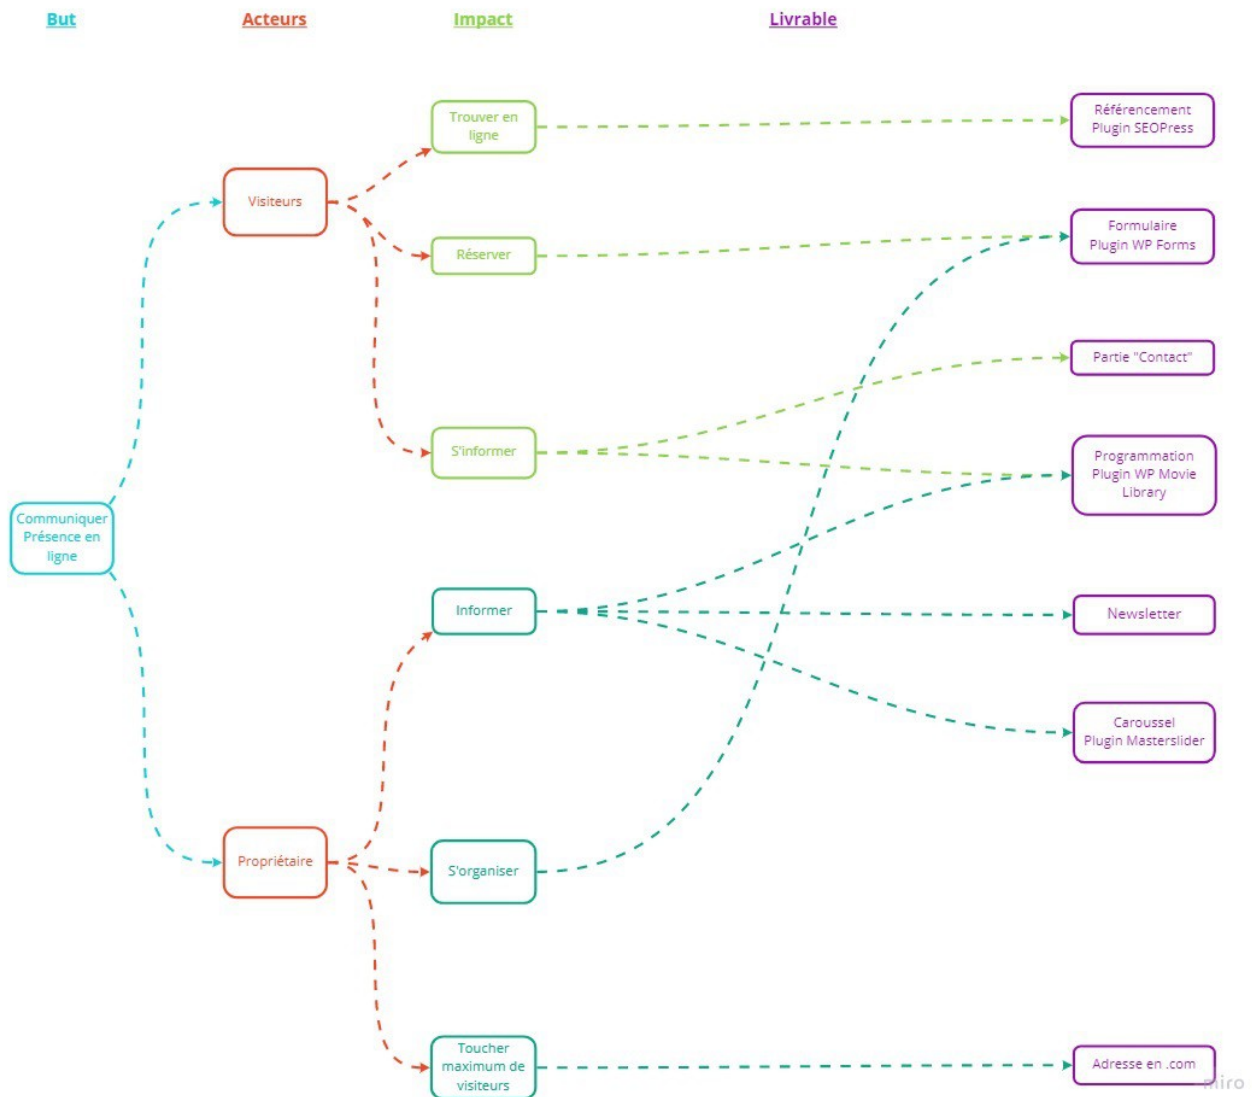 But
Acteurs
Impact
Livrable
Trouver en
ligne
Référencement
Plugin SEOPress
Visiteurs
Réserver
Formulaire
Plugin WP Forms
Partie "Contact"
S'informer
Programmation
Plugin WP Movie
Library
Communiquer
Présence en
ligne
Informer
Newsletter
Caroussel
Plugin Masterslider
Propriétaire
S'organiser
Toucher
maximum de
visiteurs
Adresse en .com
miro